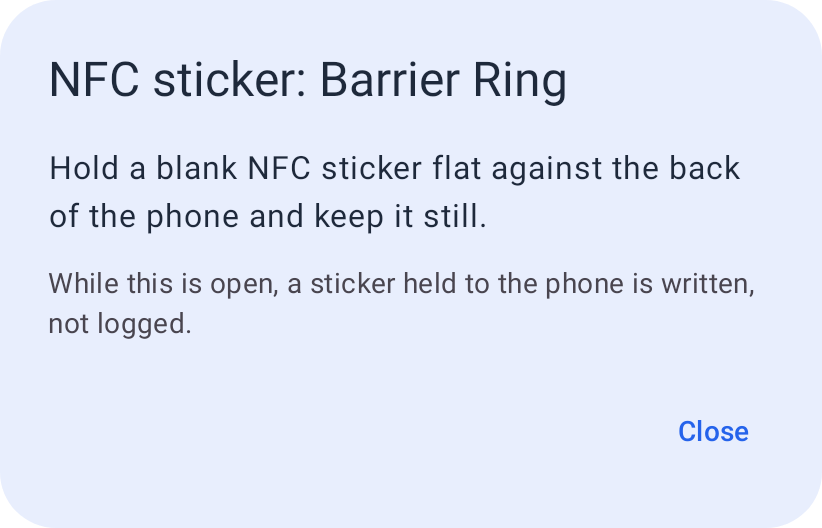 NFC sticker: Barrier Ring
Hold a blank NFC sticker flat against the back
of the phone and keep it still.
While this is open, a sticker held to the phone is written,
not logged.
Close